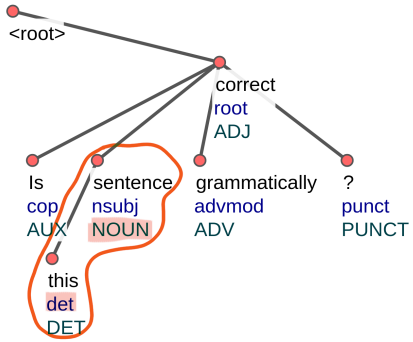 <root>
correct
root
ADJ
Is
cop
AUX
sentence
nsubj
NOUN
grammatically
advmod
ADV
?
punct
PUNCT
this
det
DET